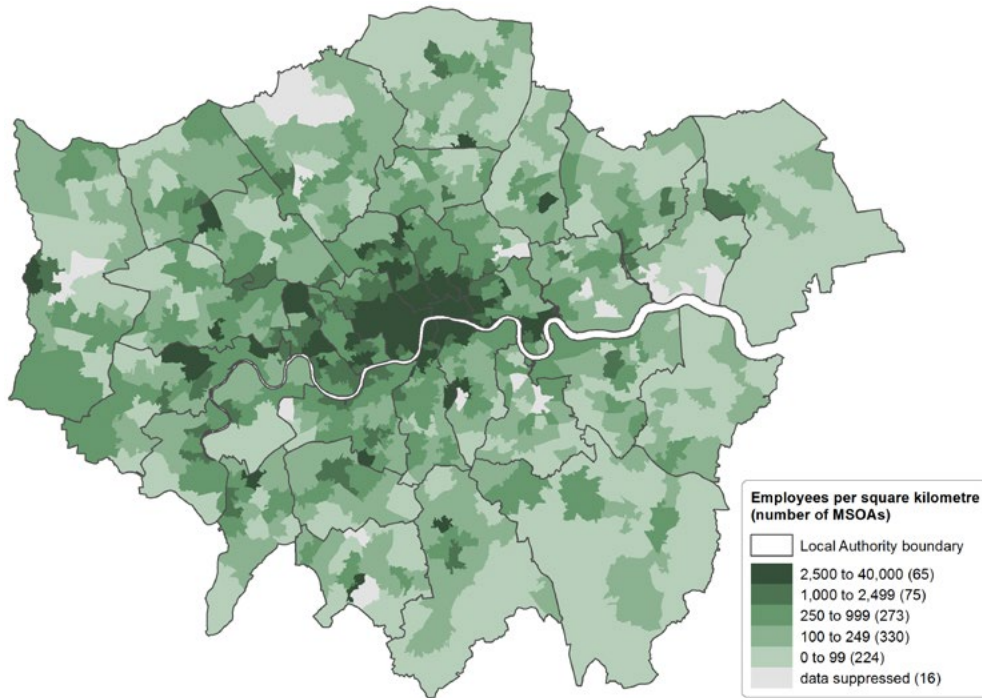 Employees per square kilometre
(number of MSOAs)
Local Authority boundary
2,500 to 40,000 (65)
1,000 to 2,499 (75)
250 to 999 (273)
100 to 249 (330)
0 to 99 (224)
data suppressed (16)